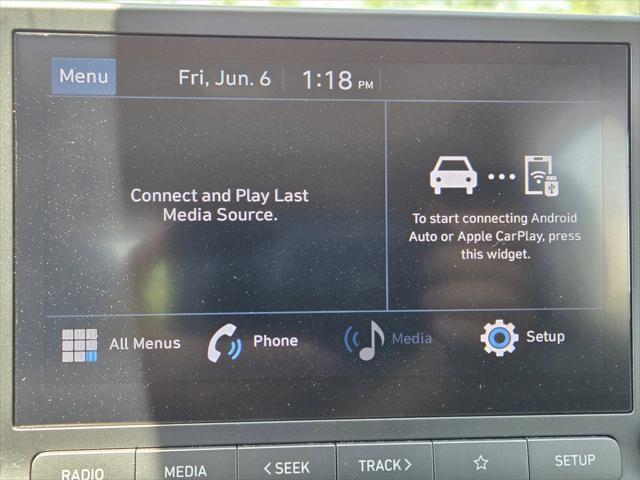 Menu Fri, Jun. 6 1:18 PM
Connect and Play Last
Media Source.
To start connecting Android
Auto or Apple CarPlay, press
this widget.
All Menus Phone Media Setup
RADIO MEDIA < SEEK TRACK > ☆ SETUP